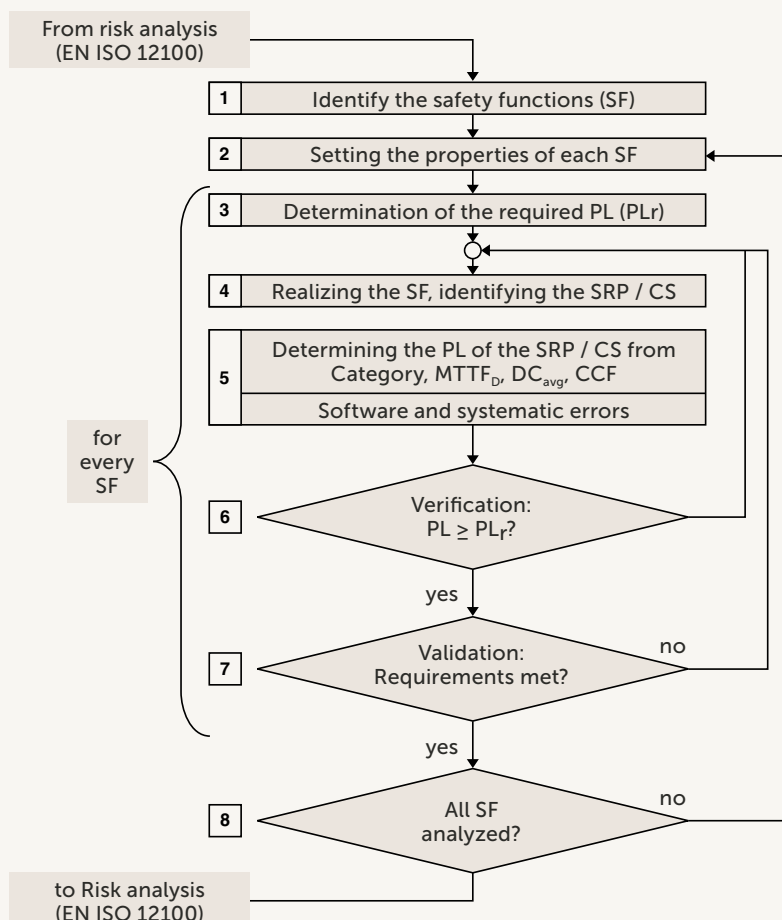 From risk analysis
(EN ISO 12100)
1
Identify the safety functions (SF)
2
Setting the properties of each SF
3
Determination of the required PL (PLr)
4
Realizing the SF, identifying the SRP / CS
5
Determining the PL of the SRP / CS from
Category, MTTF_D, DC_avg, CCF
Software and systematic errors
for
every
SF
6
Verification:
PL ≥ PLr?
yes
7
Validation:
Requirements met?
no
yes
8
All SF
analyzed?
no
to Risk analysis
(EN ISO 12100)